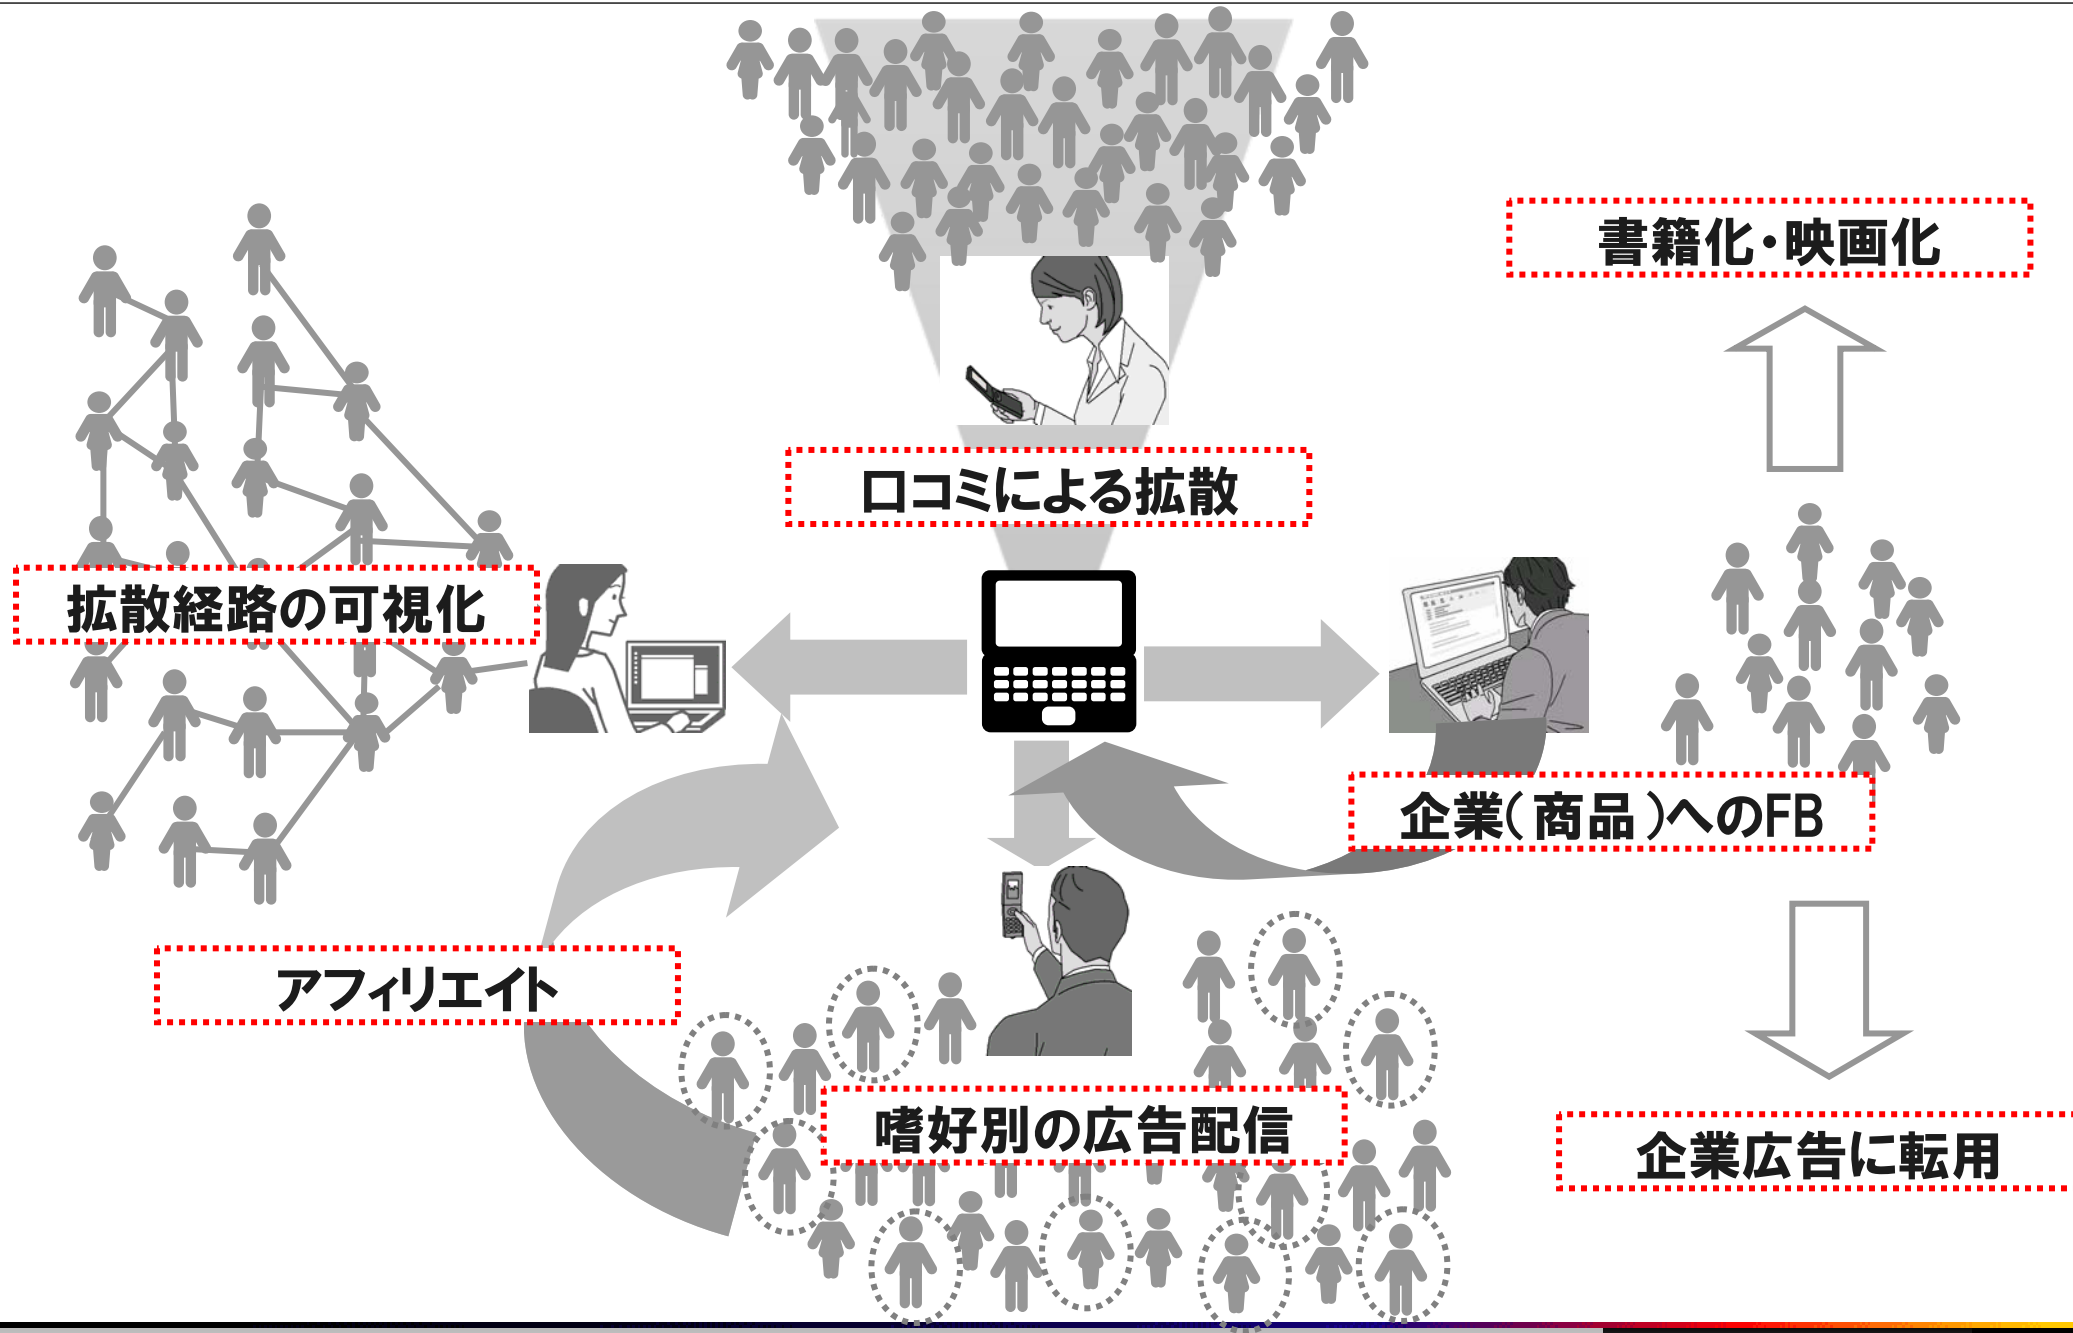 書籍化・映画化
口コミによる拡散
拡散経路の可視化
企業(商品)へのFB
アフィリエイト
嗜好別の広告配信
企業広告に転用